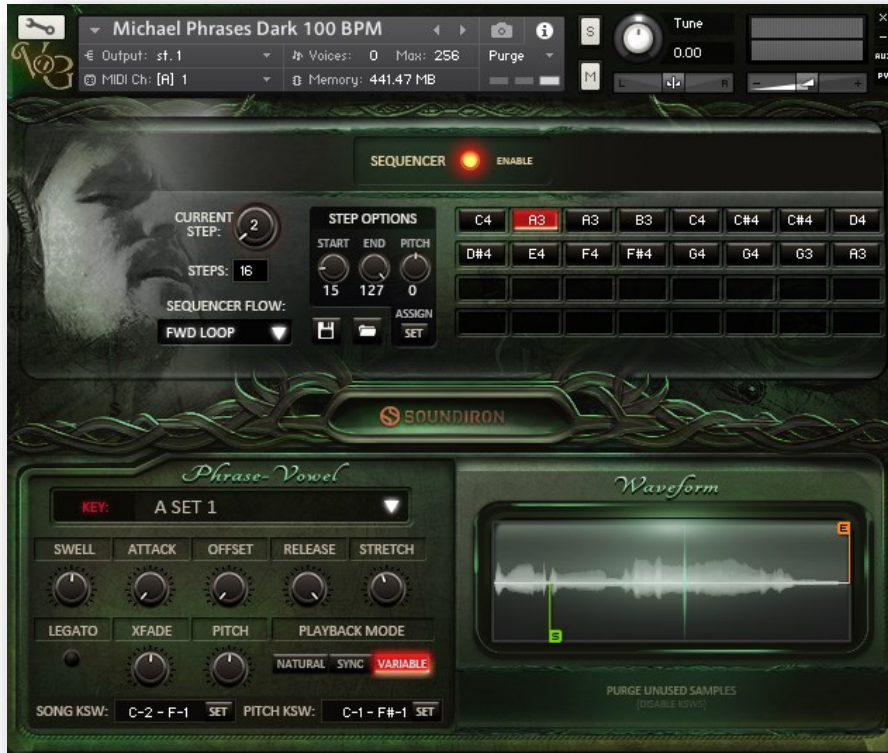 Michael Phrases Dark 100 BPM
Output: st.1 Voices: 0 Max: 256 Purge
MIDI Ch: [A] 1 Memory: 441.47 MB
S
M
Tune
0.00
L R - +
AUX
PV
SEQUENCER ENABLE
CURRENT STEP: 2
STEPS: 16
SEQUENCER FLOW:
FWD LOOP
STEP OPTIONS
START END PITCH
15 127 0
ASSIGN
SET
C4 A3 A3 B3 C4 C#4 C#4 D4
D#4 E4 F4 F#4 G4 G4 G3 A3
SOUNDIRON
Phrase-Vowel
KEY: A SET 1
SWELL ATTACK OFFSET RELEASE STRETCH
LEGATO XFADE PITCH PLAYBACK MODE
NATURAL SYNC VARIABLE
SONG KSW: C-2 - F-1 SET PITCH KSW: C-1 - F#-1 SET
Waveform
E
S
PURGE UNUSED SAMPLES
(DISABLE KSWS)